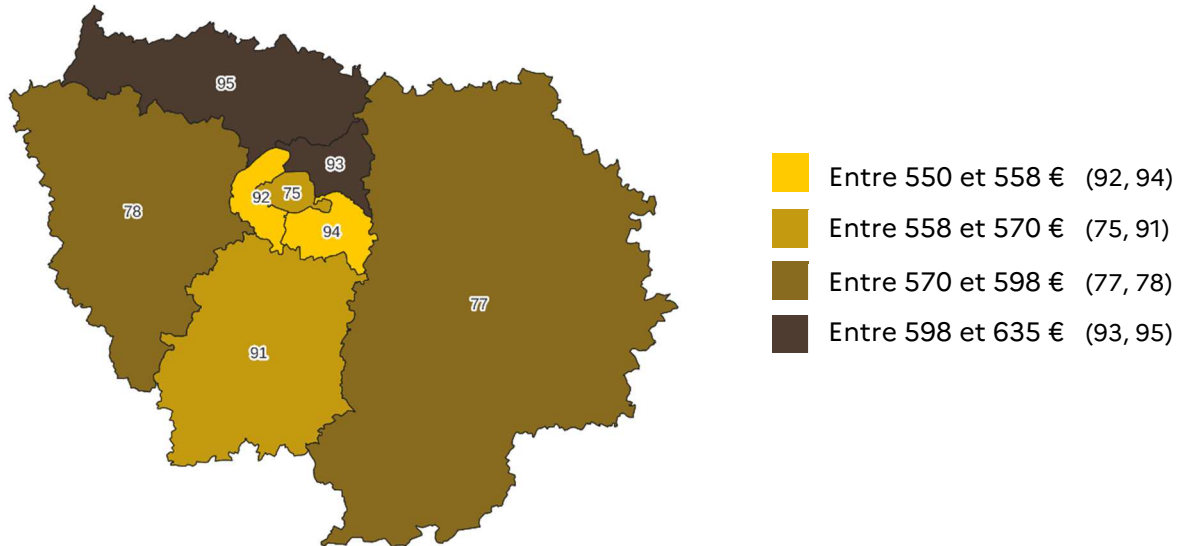 95
93
75
92
78
94
77
91
Entre 550 et 558 € (92, 94)
Entre 558 et 570 € (75, 91)
Entre 570 et 598 € (77, 78)
Entre 598 et 635 € (93, 95)